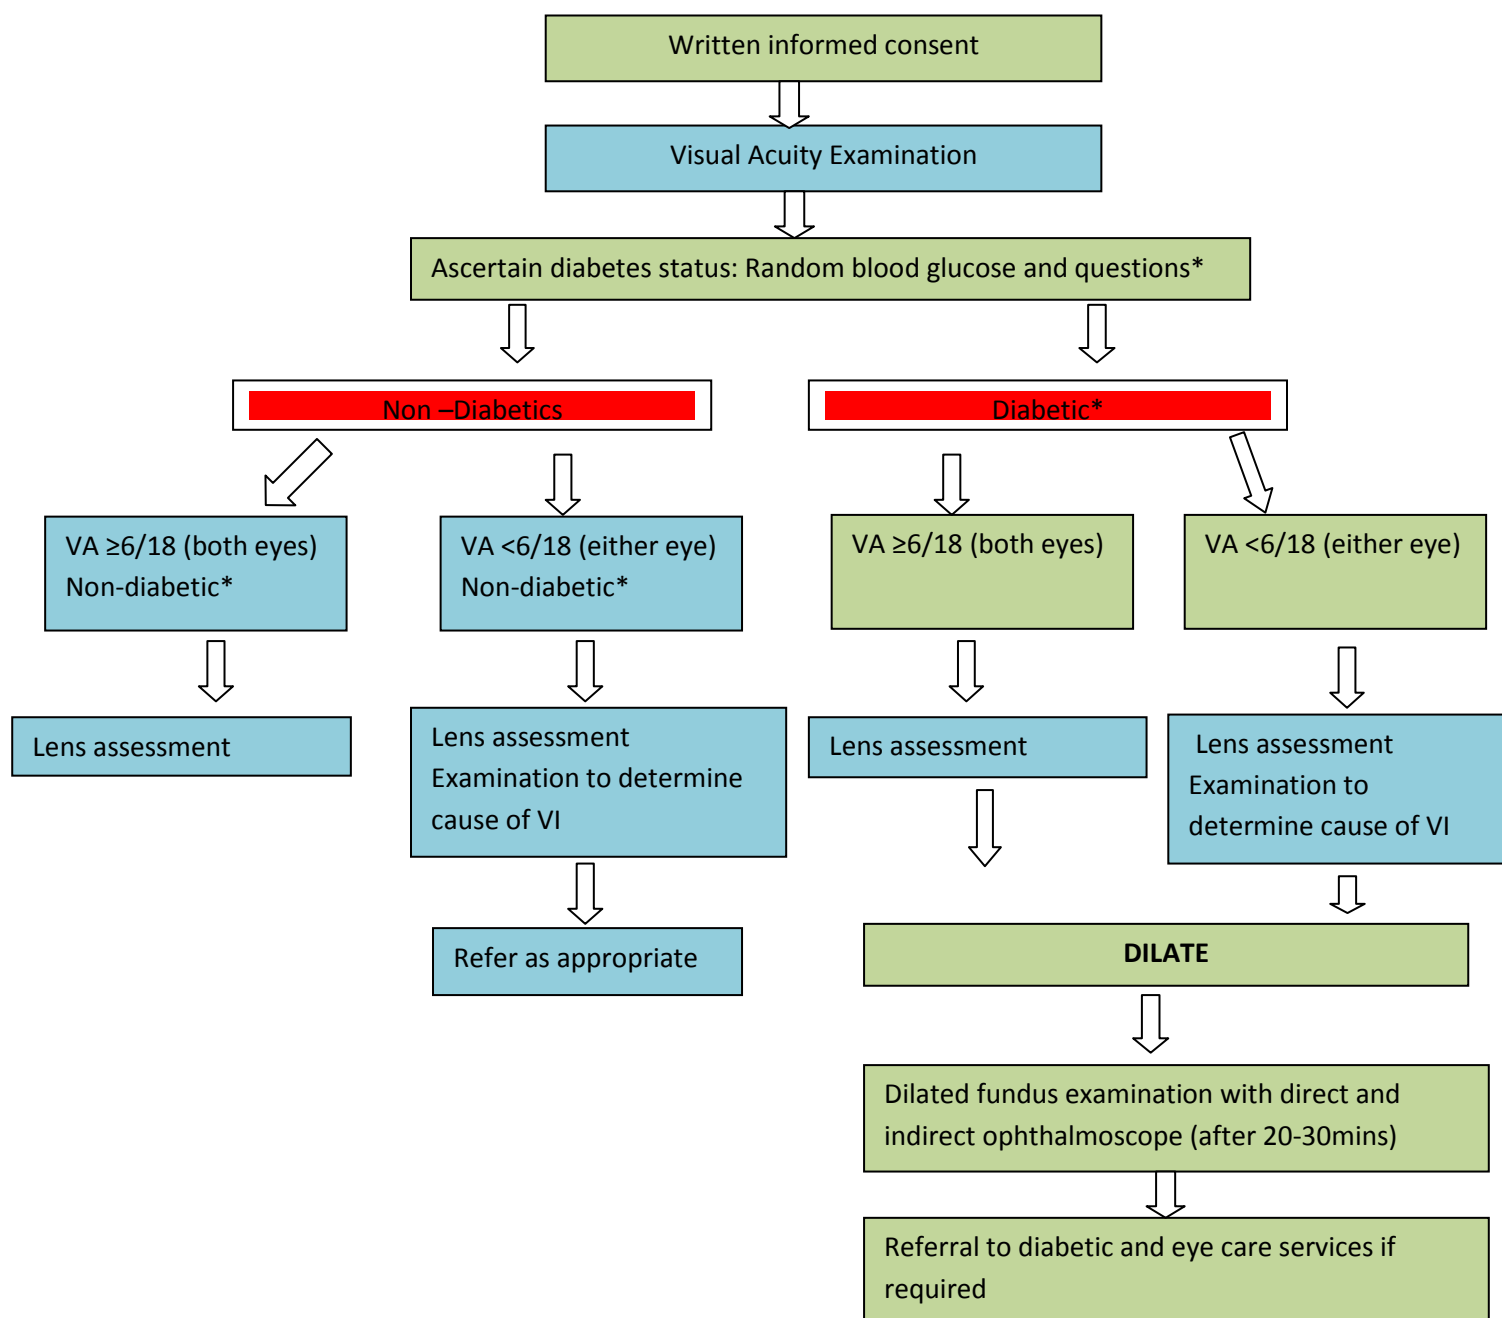 Written informed consent
Visual Acuity Examination
Ascertain diabetes status: Random blood glucose and questions*
Non –Diabetics
Diabetic*
VA ≥6/18 (both eyes)
Non-diabetic*
VA <6/18 (either eye)
Non-diabetic*
VA ≥6/18 (both eyes)
VA <6/18 (either eye)
Lens assessment
Lens assessment
Examination to determine
cause of VI
Lens assessment
Lens assessment
Examination to
determine cause of VI
Refer as appropriate
DILATE
Dilated fundus examination with direct and
indirect ophthalmoscope (after 20-30mins)
Referral to diabetic and eye care services if
required